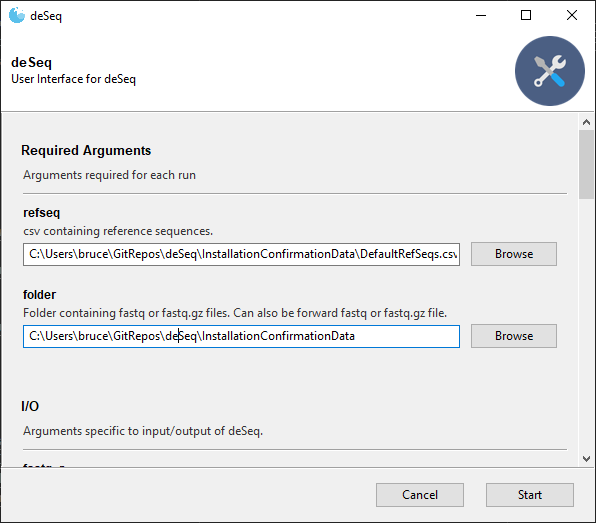 deSeq
deSeq
User Interface for deSeq
Required Arguments
Arguments required for each run
refseq
csv containing reference sequences.
C:\Users\bruce\GitRepos\deSeq\InstallationConfirmationData\DefaultRefSeqs.csv
Browse
folder
Folder containing fastq or fastq.gz files. Can also be forward fastq or fastq.gz file.
C:\Users\bruce\GitRepos\deSeq\InstallationConfirmationData
Browse
I/O
Arguments specific to input/output of deSeq.
Cancel
Start